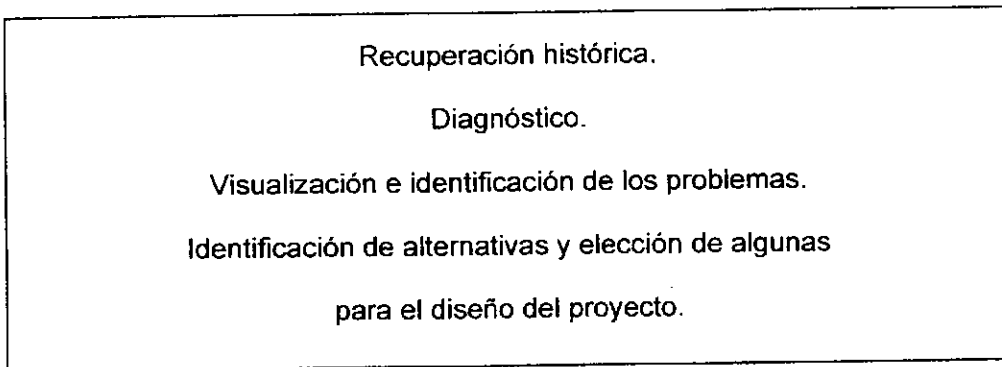 Recuperación histórica.
Diagnóstico.
Visualización e identificación de los problemas.
Identificación de alternativas y elección de algunas
para el diseño del proyecto.